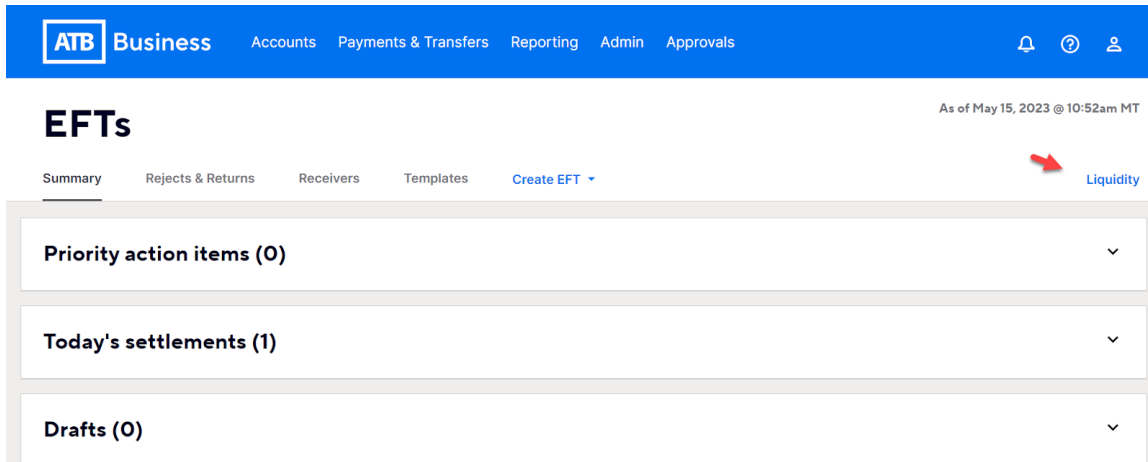 ATB Business Accounts Payments & Transfers Reporting Admin Approvals
As of May 15, 2023 @ 10:52am MT
EFTs
Summary Rejects & Returns Receivers Templates Create EFT Liquidity
Priority action items (0)
Today's settlements (1)
Drafts (0)